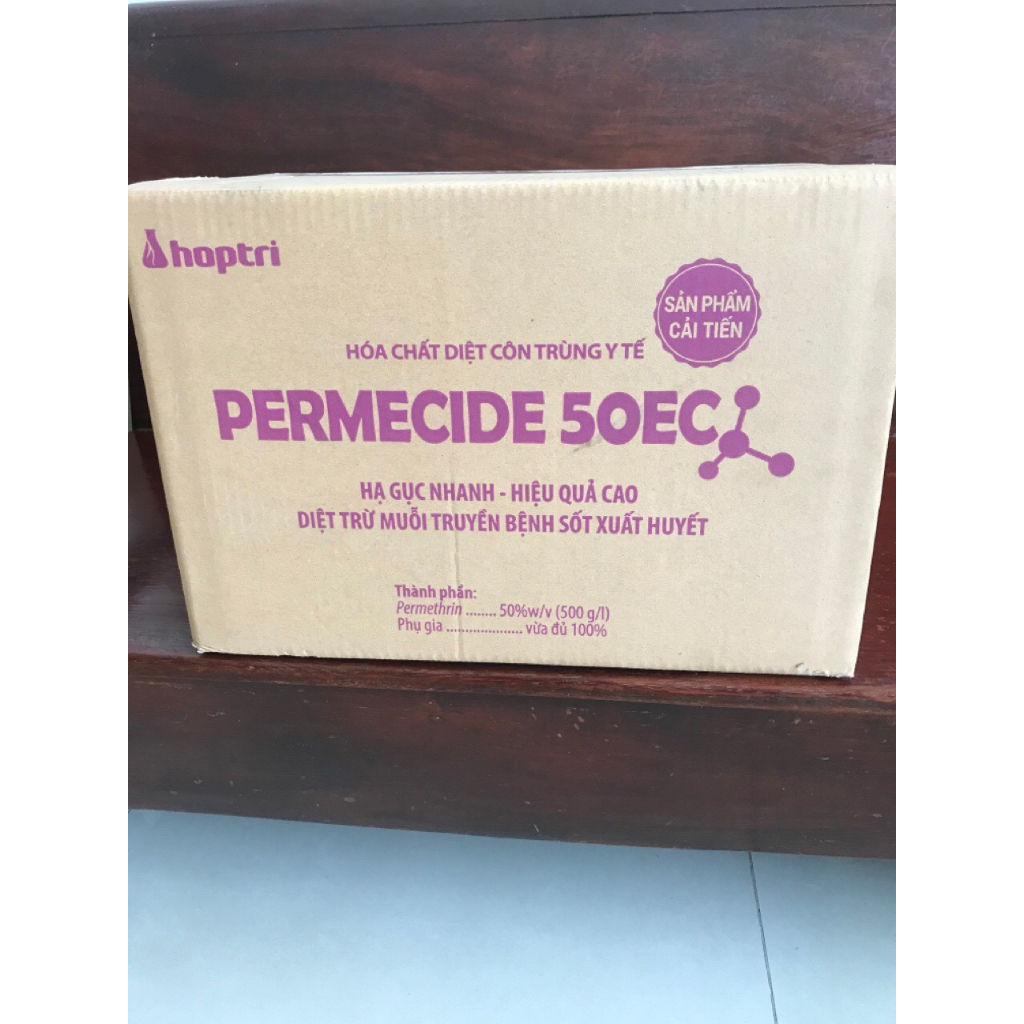 hoptri
SẢN PHẨM
CẢI TIẾN
HÓA CHẤT DIỆT CÔN TRÙNG Y TẾ
PERMECIDE 50EC
HẠ GỤC NHANH - HIỆU QUẢ CAO
DIỆT TRỪ MUỖI TRUYỀN BỆNH SỐT XUẤT HUYẾT
Thành phần:
Permethrin ........ 50%w/v (500 g/l)
Phụ gia .................... vừa đủ 100%